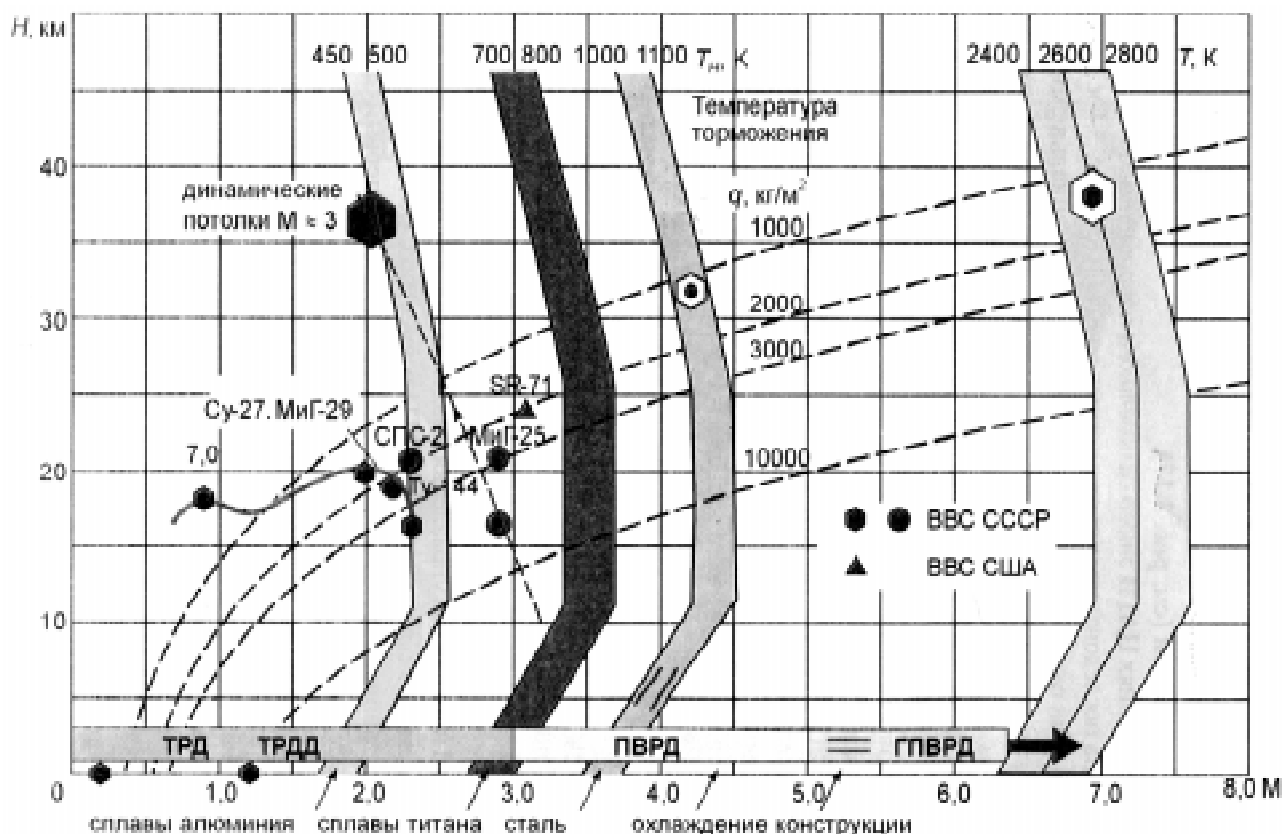 H, км
450 500 700 800 1000 1100 Tн, К 2400 2600 2800 T, К
Температура
торможения
40
динамические
потолки М ≈ 3
q, кг/м²
1000
30
2000
3000
SR-71
Су-27. МиГ-29
СПС-2 МиГ-25
7,0
20
10000
44
ВВС СССР
ВВС США
10
ТРД ТРДД ПВРД ГПВРД
0
0 1,0 2,0 3,0 4,0 5,0 6,0 7,0 8,0 М
сплавы алюминия сплавы титана сталь охлаждение конструкции